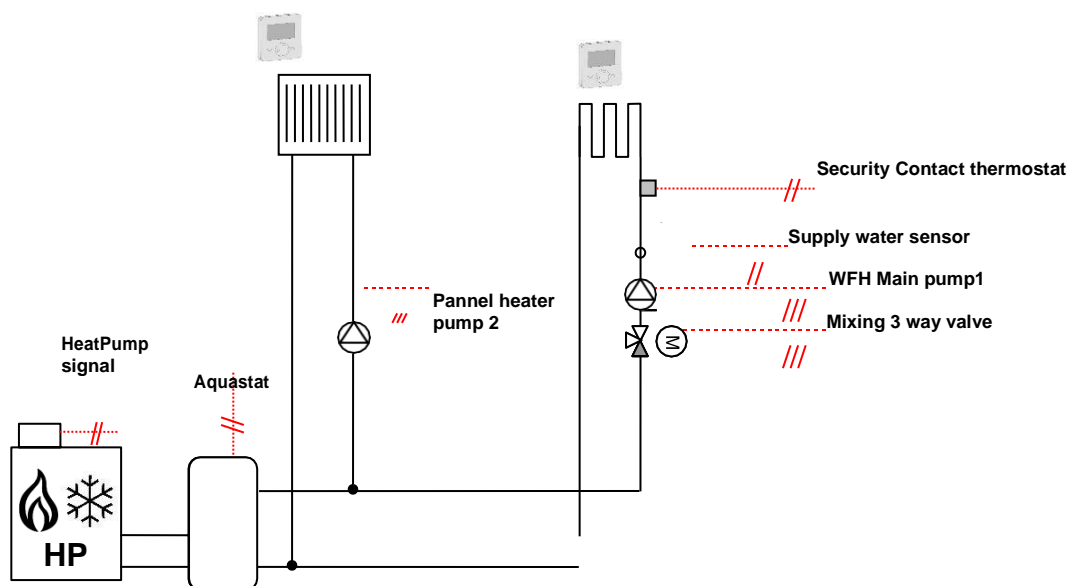 Security Contact thermostat
Supply water sensor
WFH Main pump1
Pannel heater
pump 2
Mixing 3 way valve
M
HeatPump
signal
Aquastat
HP